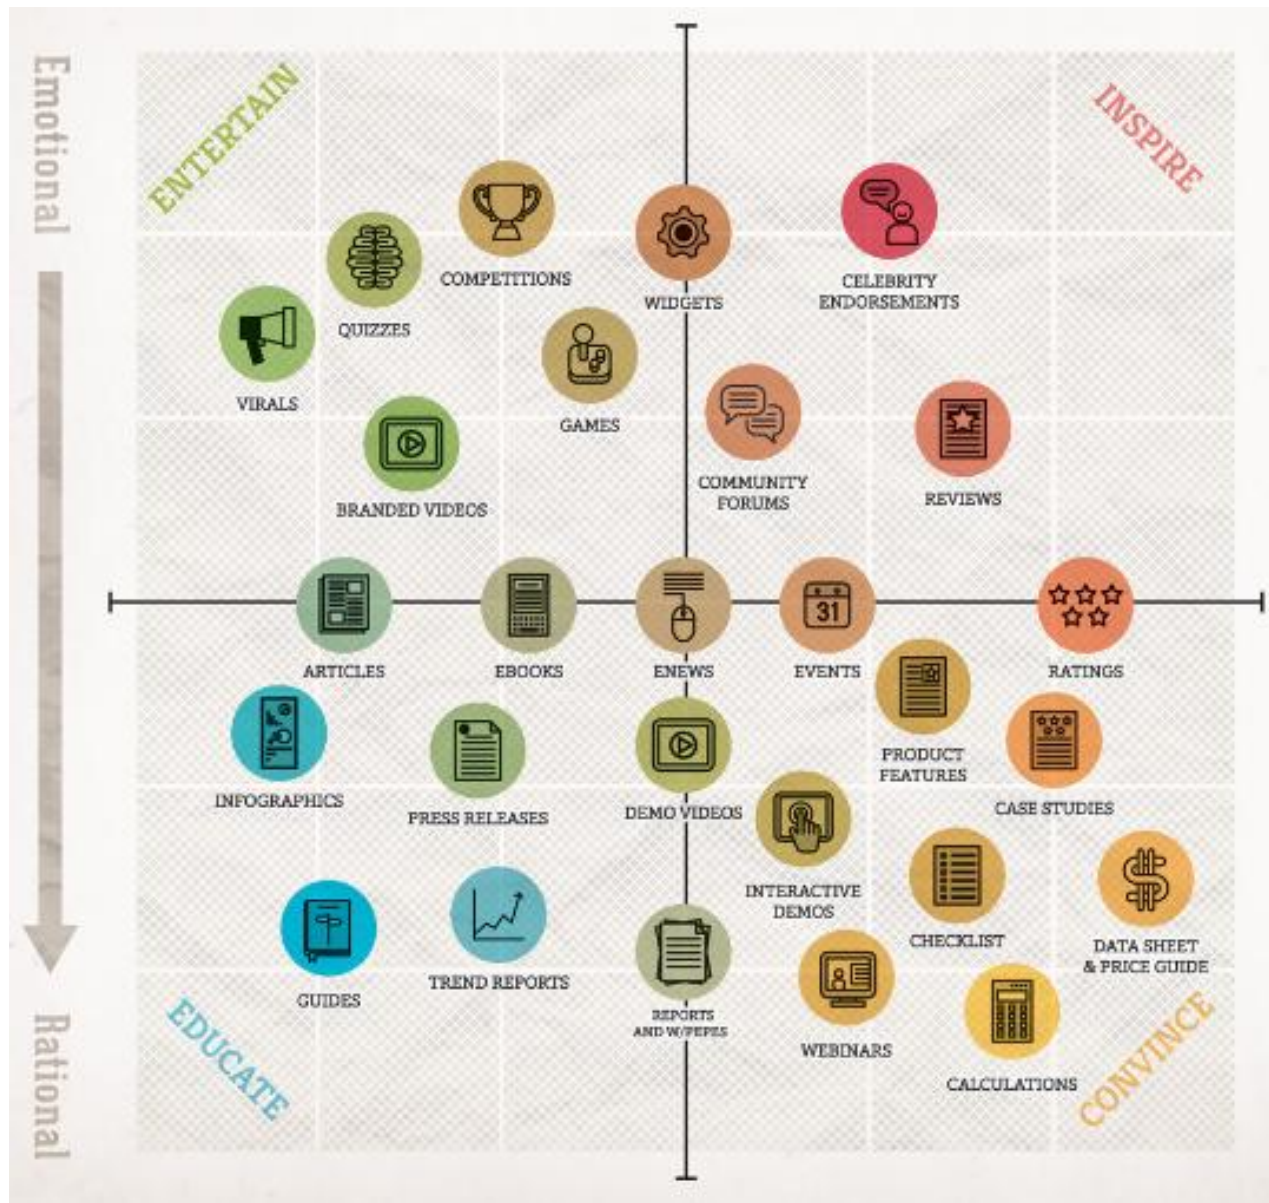 Emotional
ENTERTAIN
INSPIRE
COMPETITIONS
WIDGETS
CELEBRITY
ENDORSEMENTS
QUIZZES
VIRALS
GAMES
BRANDED VIDEOS
COMMUNITY
FORUMS
REVIEWS
31
ARTICLES
EBOOKS
ENEWS
EVENTS
RATINGS
INFOGRAPHICS
PRESS RELEASES
DEMO VIDEOS
PRODUCT
FEATURES
CASE STUDIES
INTERACTIVE
DEMOS
CHECKLIST
DATA SHEET
& PRICE GUIDE
GUIDES
TREND REPORTS
REPORTS
AND W/PEPES
WEBINARS
CALCULATIONS
Rational
EDUCATE
CONVINCE